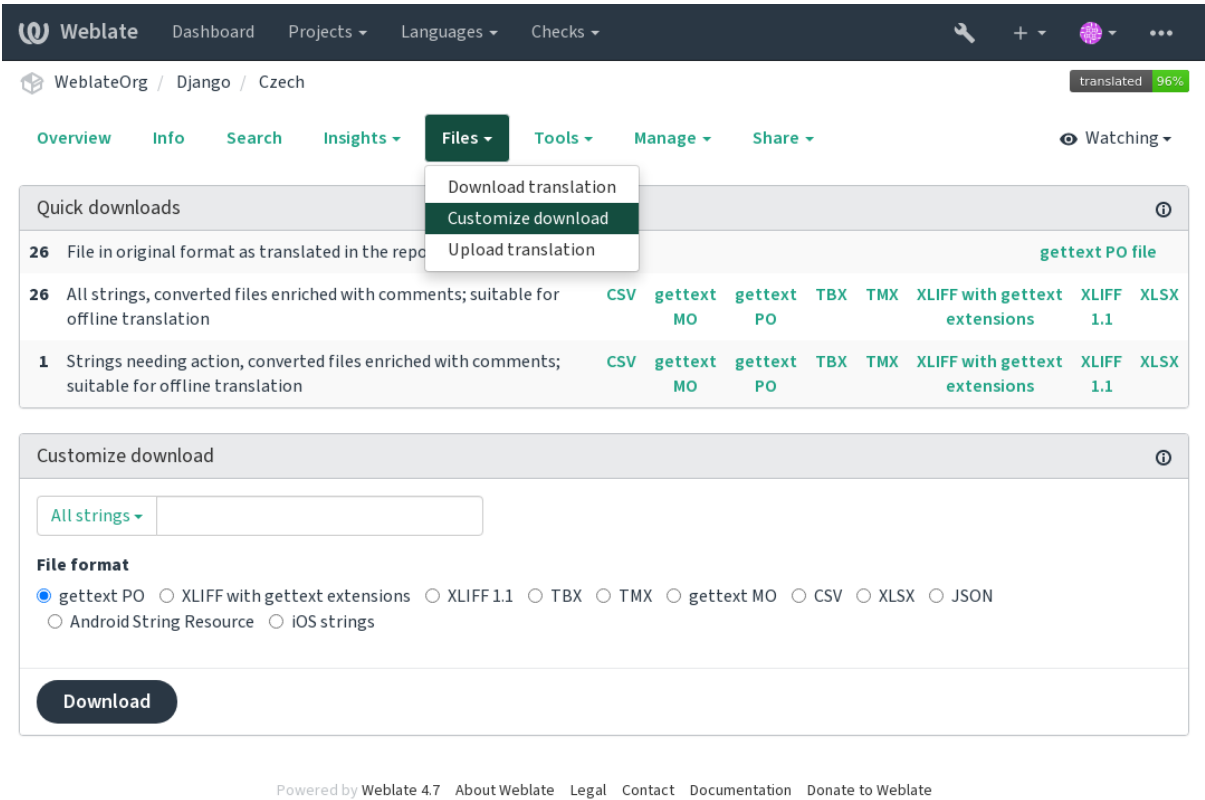 Weblate Dashboard Projects Languages Checks
WeblateOrg / Django / Czech translated 96%
Overview Info Search Insights Files Tools Manage Share Watching
Download translation
Customize download
Upload translation
Quick downloads
26 File in original format as translated in the repo gettext PO file
26 All strings, converted files enriched with comments; suitable for CSV gettext gettext TBX TMX XLIFF with gettext XLIFF XLSX
offline translation MO PO extensions 1.1
1 Strings needing action, converted files enriched with comments; CSV gettext gettext TBX TMX XLIFF with gettext XLIFF XLSX
suitable for offline translation MO PO extensions 1.1
Customize download
All strings
File format
gettext PO XLIFF with gettext extensions XLIFF 1.1 TBX TMX gettext MO CSV XLSX JSON
Android String Resource iOS strings
Download
Powered by Weblate 4.7 About Weblate Legal Contact Documentation Donate to Weblate